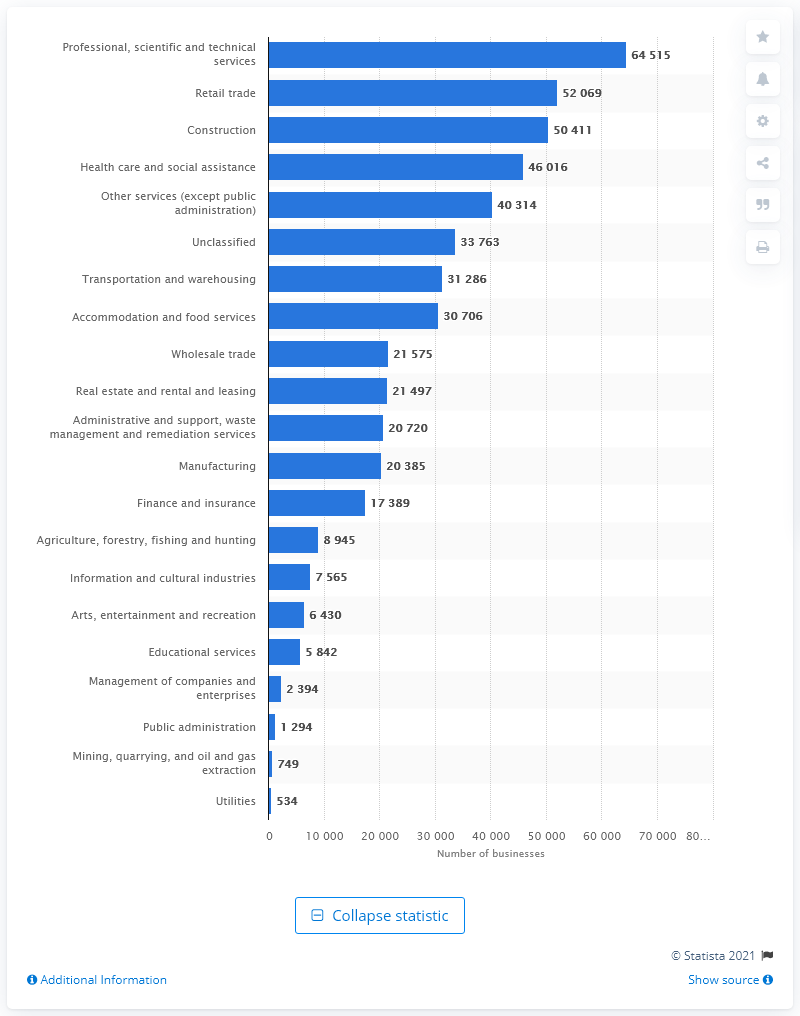 Professional, scientific and technical
services
64 515
Retail trade
52 069
Construction
50 411
Health care and social assistance
46 016
Other services (except public
administration)
40 314
Unclassified
33 763
Transportation and warehousing
31 286
Accommodation and food services
30 706
Wholesale trade
21 575
Real estate and rental and leasing
21 497
Administrative and support, waste
management and remediation services
20 720
Manufacturing
20 385
Finance and insurance
17 389
Agriculture, forestry, fishing and hunting
8 945
Information and cultural industries
7 565
Arts, entertainment and recreation
6 430
Educational services
5 842
Management of companies and
enterprises
2 394
Public administration
1 294
Mining, quarrying, and oil and gas
extraction
749
Utilities
534
0 10 000 20 000 30 000 40 000 50 000 60 000 70 000 80…
Number of businesses
Collapse statistic
© Statista 2021
Additional Information
Show source